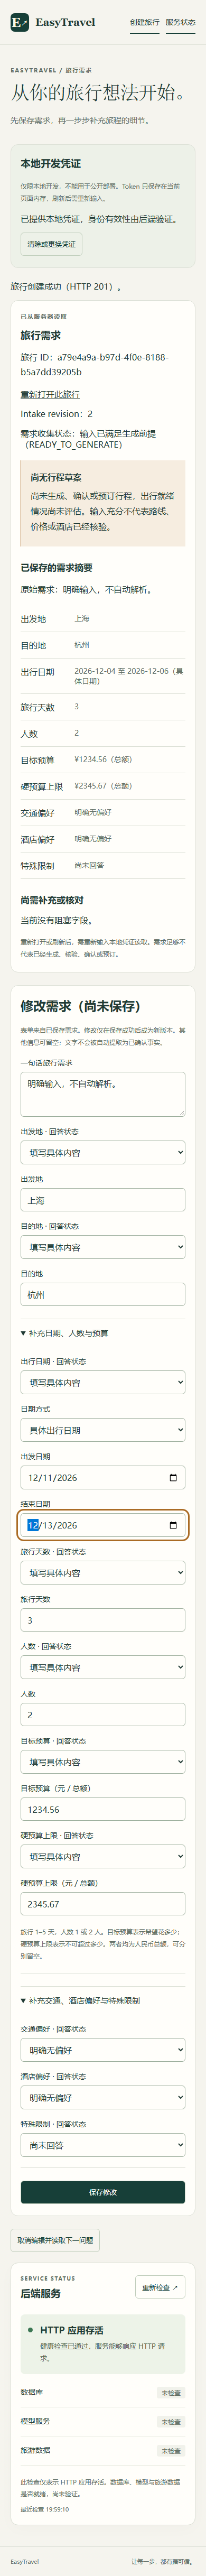 E↗ EasyTravel
创建旅行 服务状态
EASYTRAVEL / 旅行需求
从你的旅行想法开始。
先保存需求，再一步步补充旅程的细节。
本地开发凭证
仅限本地开发，不能用于公开部署。Token 只保存在当前
页面内存，刷新后需重新输入。
已提供本地凭证，身份有效性由后端验证。
清除或更换凭证
旅行创建成功（HTTP 201）。
已从服务器读取
旅行需求
旅行 ID：a79e4a9a-b97d-4f0e-8188-
b5a7dd39205b
重新打开此旅行
Intake revision：2
需求收集状态：输入已满足生成前提
（READY_TO_GENERATE）
尚无行程草案
尚未生成、确认或预订行程，出行就绪
情况尚未评估。输入充分不代表路线、
价格或酒店已经核验。
已保存的需求摘要
原始需求：明确输入，不自动解析。
出发地 上海
目的地 杭州
出行日期 2026-12-04 至 2026-12-06（具
体日期）
旅行天数 3
人数 2
目标预算 ¥1234.56（总额）
硬预算上限 ¥2345.67（总额）
交通偏好 明确无偏好
酒店偏好 明确无偏好
特殊限制 尚未回答
尚需补充或核对
当前没有阻塞字段。
重新打开或刷新后，需重新输入本地凭证读取。需求足够不
代表已经生成、核验、确认或预订。
修改需求（尚未保存）
表单来自已保存需求。修改仅在保存成功后成为新版本。其
他信息可留空；文字不会被自动提取为已确认事实。
一句话旅行需求
明确输入，不自动解析。
出发地 · 回答状态
填写具体内容
出发地
上海
目的地 · 回答状态
填写具体内容
目的地
杭州
▼ 补充日期、人数与预算
出行日期 · 回答状态
填写具体内容
日期方式
具体出行日期
出发日期
12/11/2026
结束日期
12/13/2026
旅行天数 · 回答状态
填写具体内容
旅行天数
3
人数 · 回答状态
填写具体内容
人数
2
目标预算 · 回答状态
填写具体内容
目标预算（元 / 总额）
1234.56
硬预算上限 · 回答状态
填写具体内容
硬预算上限（元 / 总额）
2345.67
旅行 1–5 天，人数 1 或 2 人。目标预算表示希望花多少；
硬预算上限表示不可超过多少。两者均为人民币总额，可分
别留空。
▼ 补充交通、酒店偏好与特殊限制
交通偏好 · 回答状态
明确无偏好
酒店偏好 · 回答状态
明确无偏好
特殊限制 · 回答状态
尚未回答
保存修改
取消编辑并读取下一问题
SERVICE STATUS
后端服务
重新检查 ↗
HTTP 应用存活
健康检查已通过，服务能够响应 HTTP 请
求。
数据库 未检查
模型服务 未检查
旅游数据 未检查
此检查仅表示 HTTP 应用存活。数据库、模型与旅游数据
是否就绪，尚未验证。
最近检查 19:59:10
EasyTravel 让每一步，都有据可循。